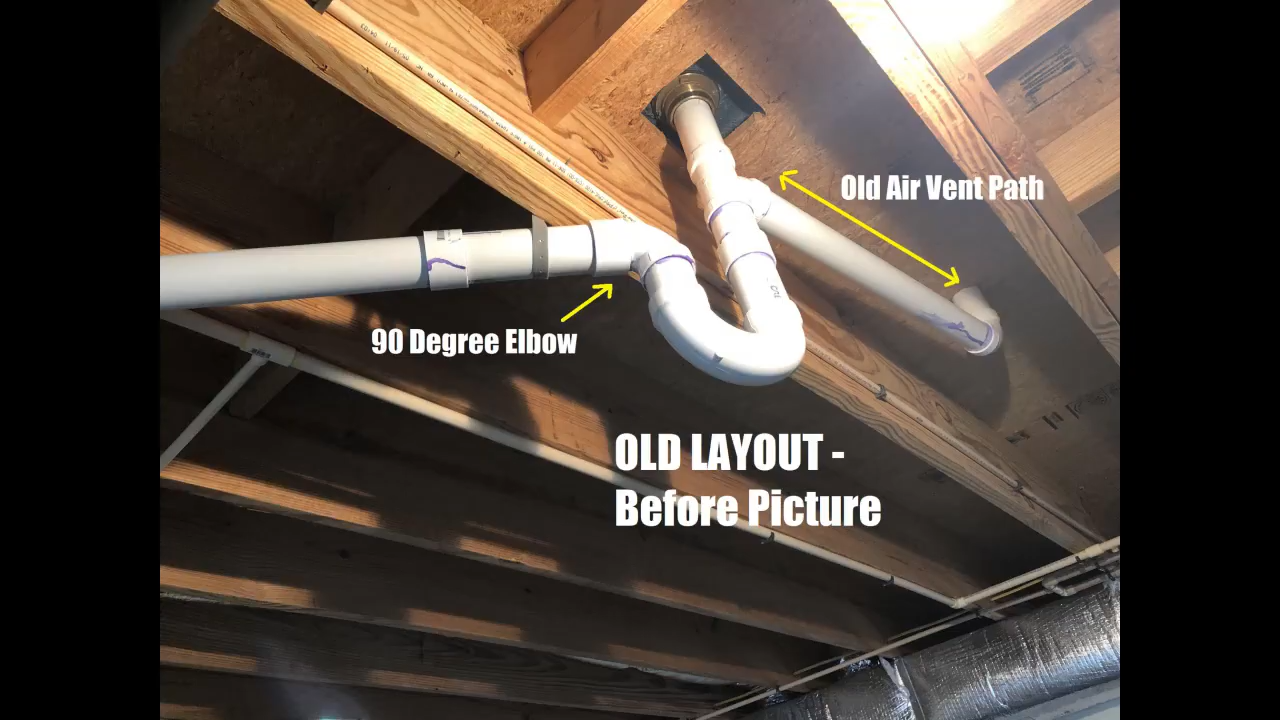 Old Air Vent Path
90 Degree Elbow
OLD LAYOUT -
Before Picture